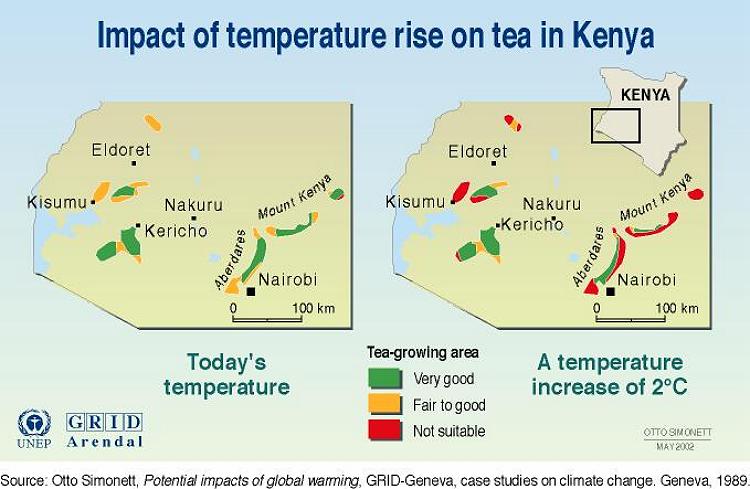 Impact of temperature rise on tea in Kenya
KENYA
Eldoret
Kisumu
Nakuru
Kericho
Mount Kenya
Aberdares
Nairobi
0 100 km
Eldoret
Kisumu
Nakuru
Kericho
Mount Kenya
Aberdares
Nairobi
0 100 km
Today's
temperature
Tea-growing area
Very good
Fair to good
Not suitable
A temperature
increase of 2°C
UNEP
GRID
Arendal
OTTO SIMONETT
MAY 2002
Source: Otto Simonett, Potential impacts of global warming, GRID-Geneva, case studies on climate change. Geneva, 1989.